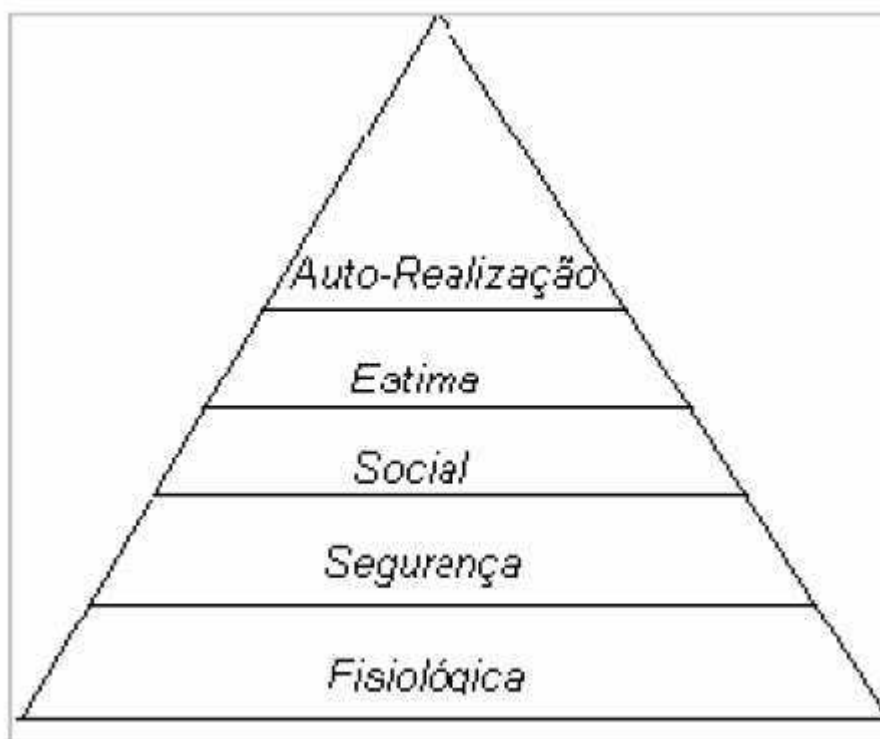 Auto-Realização
Estima
Social
Segurança
Fisiológica